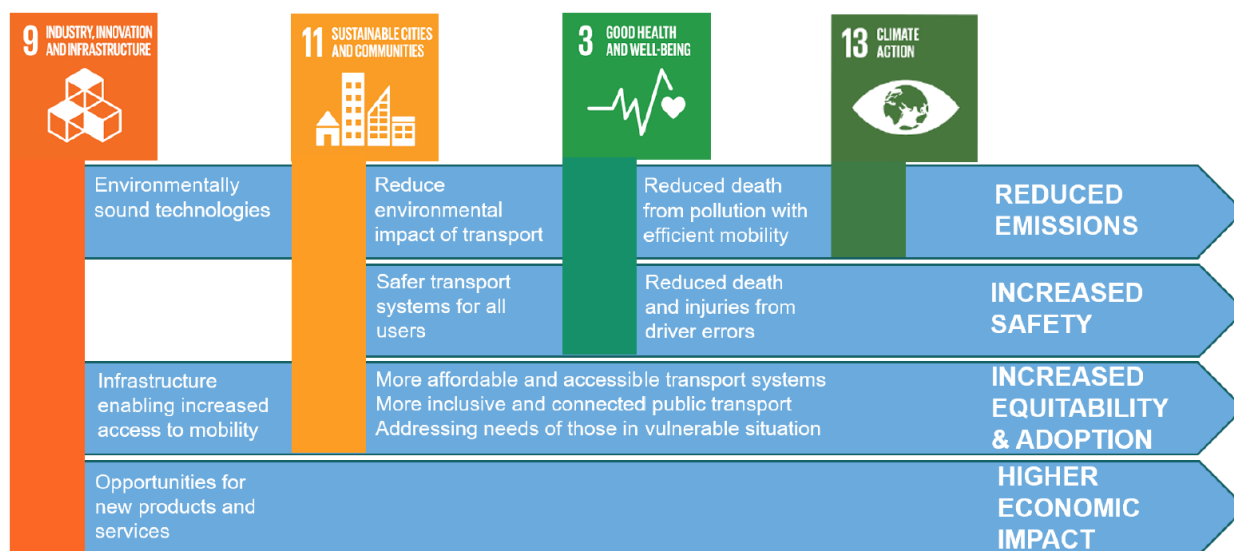 9 INDUSTRY, INNOVATION
AND INFRASTRUCTURE
11 SUSTAINABLE CITIES
AND COMMUNITIES
3 GOOD HEALTH
AND WELL-BEING
13 CLIMATE
ACTION
Environmentally
sound technologies
Reduce
environmental
impact of transport
Reduced death
from pollution with
efficient mobility
REDUCED
EMISSIONS
Safer transport
systems for all
users
Reduced death
and injuries from
driver errors
INCREASED
SAFETY
Infrastructure
enabling increased
access to mobility
More affordable and accessible transport systems
More inclusive and connected public transport
Addressing needs of those in vulnerable situation
INCREASED
EQUITABILITY
& ADOPTION
Opportunities for
new products and
services
HIGHER
ECONOMIC
IMPACT